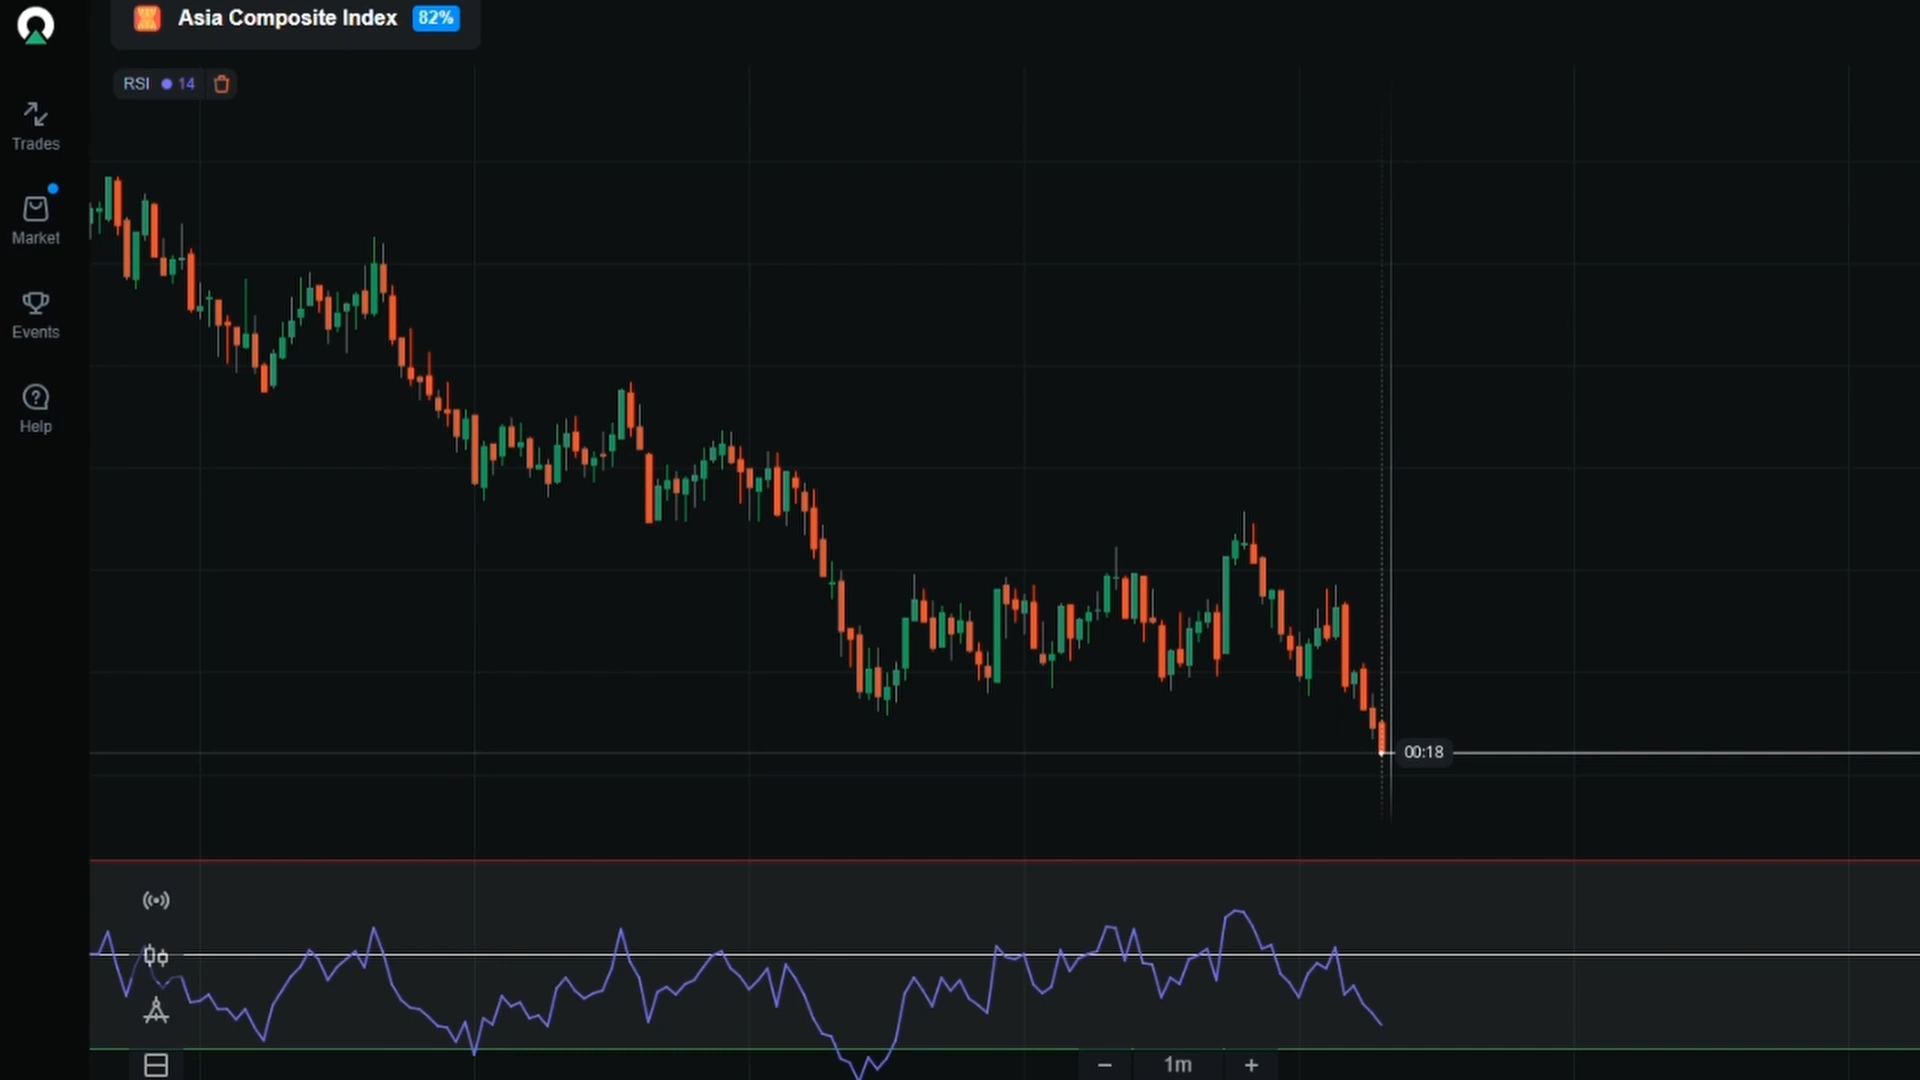 Asia Composite Index 82%
RSI 14
Trades
Market
Events
Help
00:18
1m